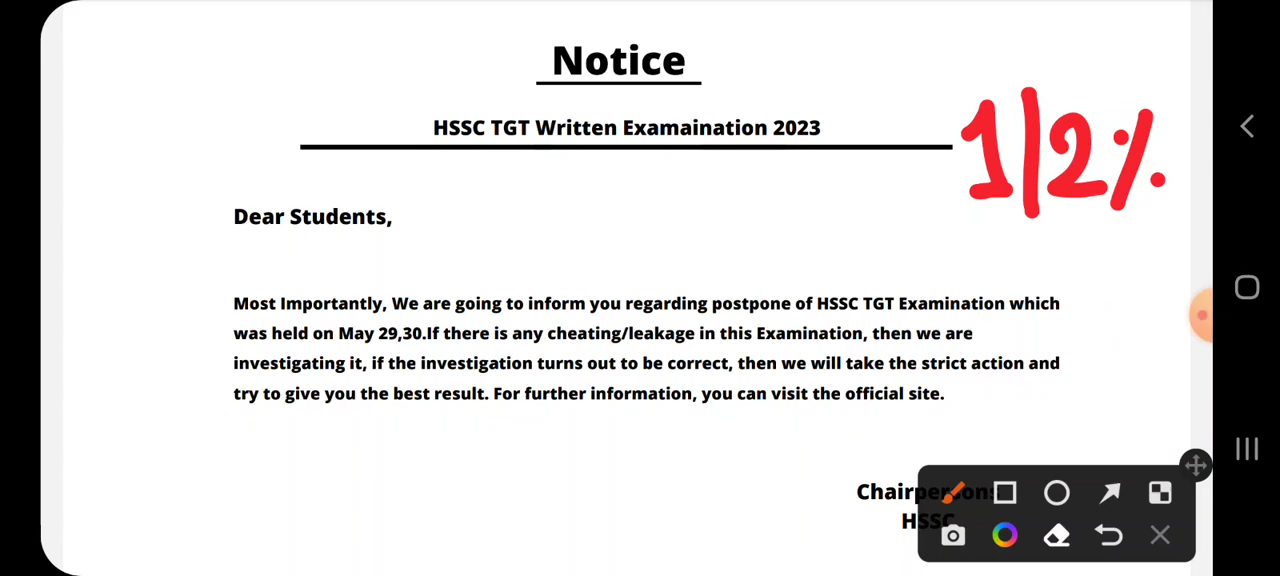 Notice
HSSC TGT Written Examaination 2023
1|2%
Dear Students,
Most Importantly, We are going to inform you regarding postpone of HSSC TGT Examination which
was held on May 29,30.If there is any cheating/leakage in this Examination, then we are
investigating it, if the investigation turns out to be correct, then we will take the strict action and
try to give you the best result. For further information, you can visit the official site.
Chairpersons
HSSC